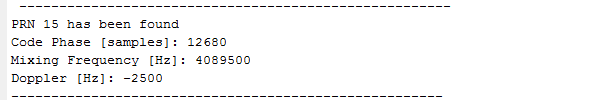 ------------------------------------------------------
PRN 15 has been found
Code Phase [samples]: 12680
Mixing Frequency [Hz]: 4089500
Doppler [Hz]: -2500
------------------------------------------------------